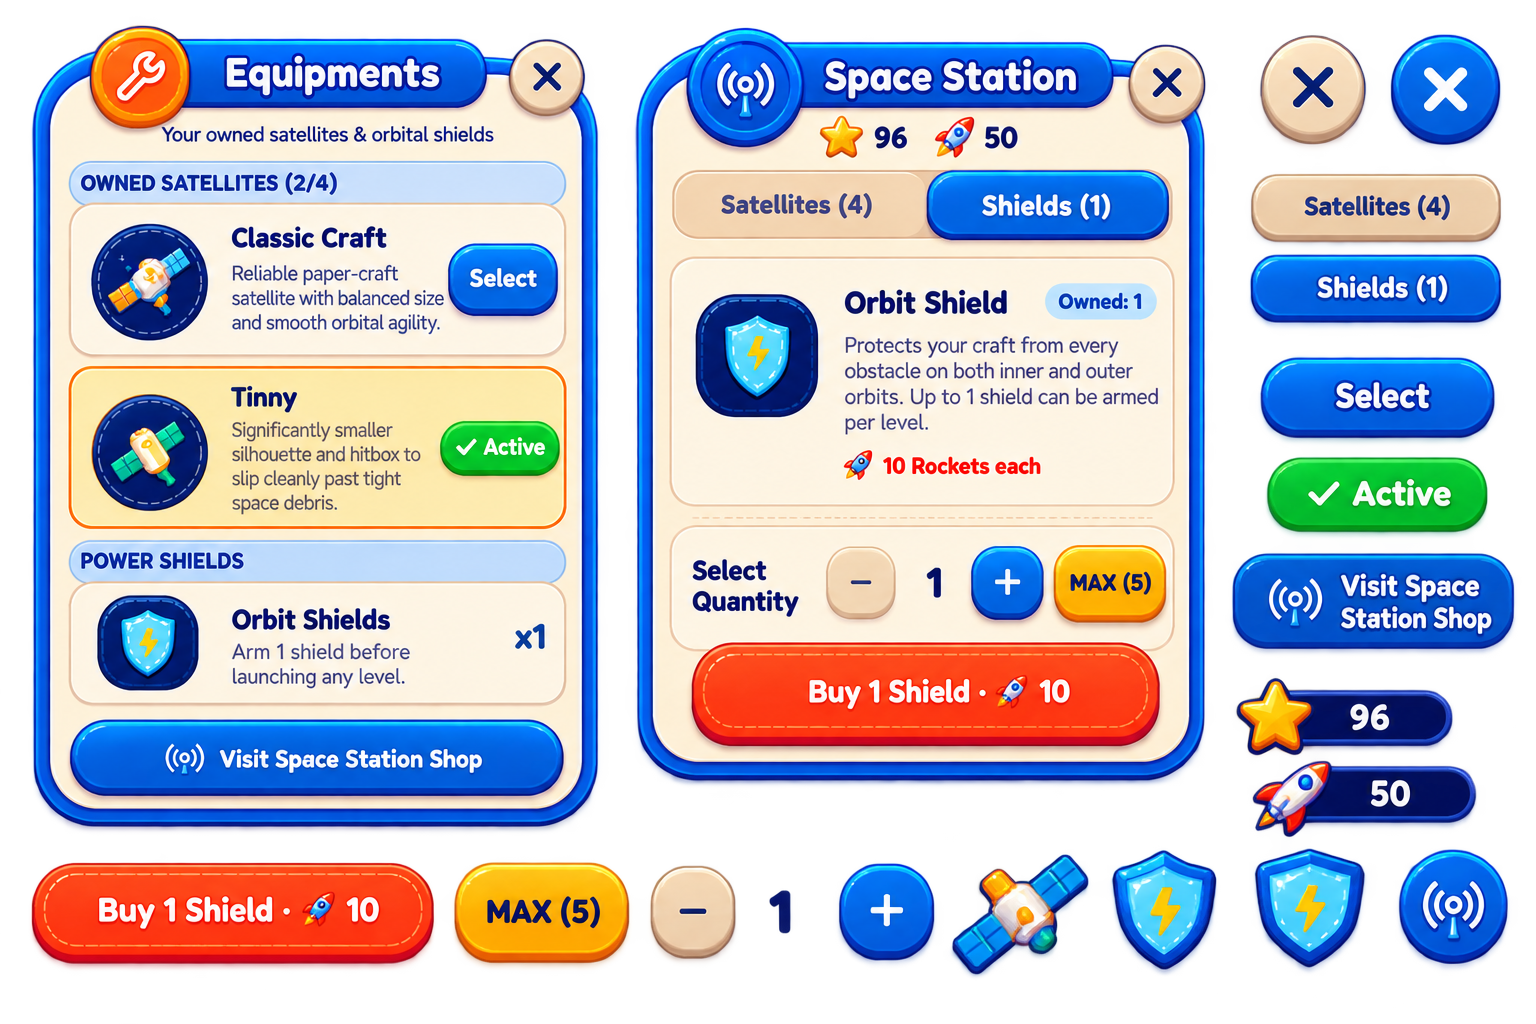 Equipments
Your owned satellites & orbital shields
OWNED SATELLITES (2/4)
Classic Craft
Reliable paper-craft
satellite with balanced size
and smooth orbital agility.
Select
Tinny
Significantly smaller
silhouette and hitbox to
slip cleanly past tight
space debris.
Active
POWER SHIELDS
Orbit Shields
Arm 1 shield before
launching any level.
x1
Visit Space Station Shop
Space Station
96
50
Satellites (4)
Shields (1)
Orbit Shield
Owned: 1
Protects your craft from every
obstacle on both inner and outer
orbits. Up to 1 shield can be armed
per level.
10 Rockets each
Select
Quantity
−
1
+
MAX (5)
Buy 1 Shield · 10
Satellites (4)
Shields (1)
Select
Active
Visit Space
Station Shop
96
50
Buy 1 Shield · 10
MAX (5)
−
1
+